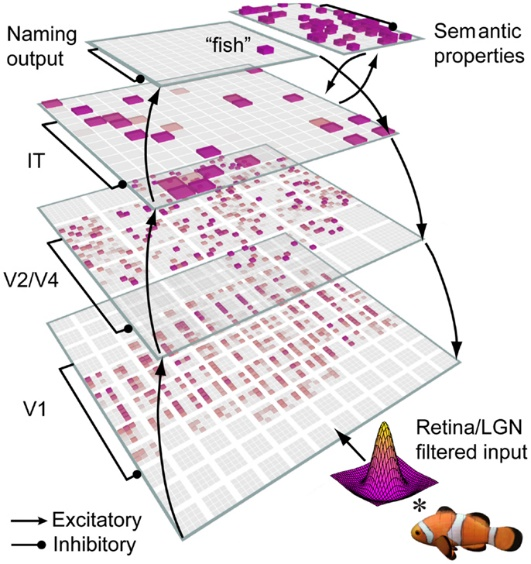 Naming
output
“fish”
Semantic
properties
IT
V2/V4
V1
Retina/LGN
filtered input
*
Excitatory
Inhibitory